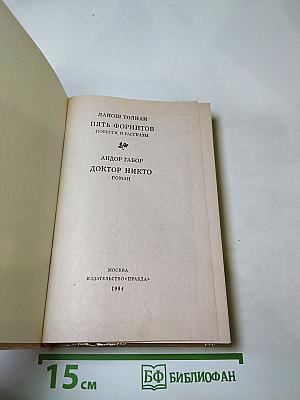 ЛАЙОШ ТОЛНАИ
ПЯТЬ ФОРИНТОВ
ПОВЕСТИ И РАССКАЗЫ
АНДОР ГАБОР
ДОКТОР НИКТО
РОМАН
МОСКВА
ИЗДАТЕЛЬСТВО «ПРАВДА»
1984
15 см
БФ БИБЛИОФАН